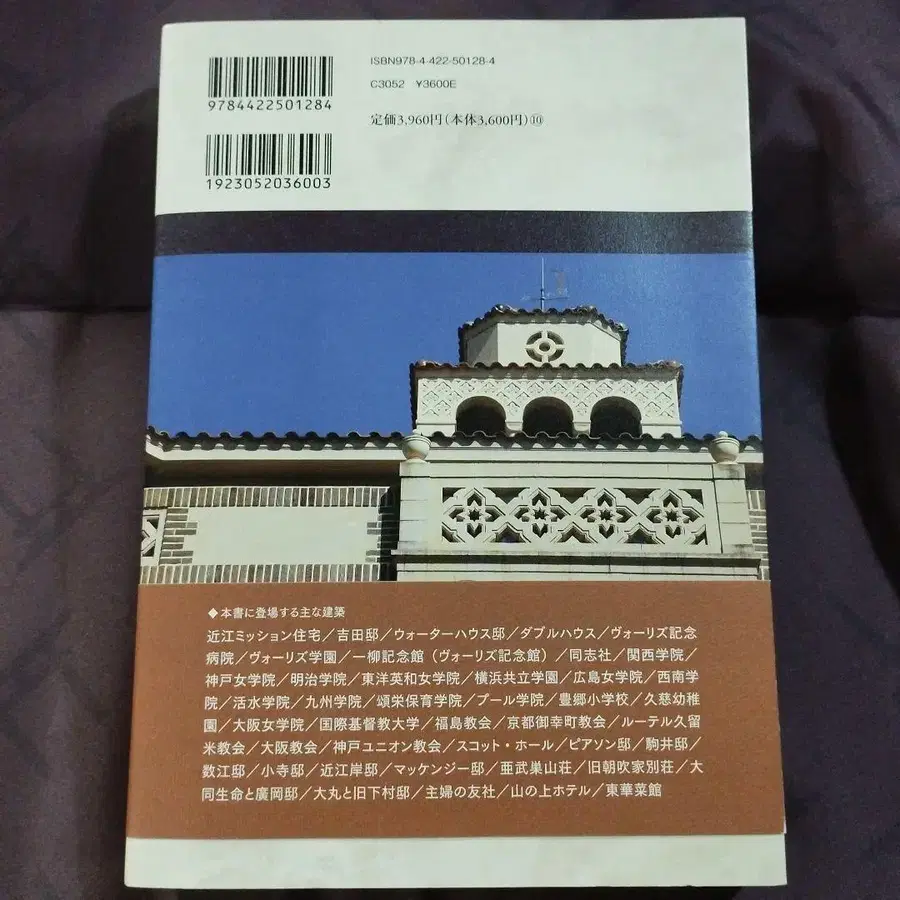 ISBN978-4-422-50128-4
C3052 ¥3600E
9784422501284
定価3,960円(本体3,600円)⑩
1923052036003
◆本書に登場する主な建築
近江ミッション住宅/吉田邸/ウォーターハウス邸/ダブルハウス/ヴォーリズ記念
病院/ヴォーリズ学園/一柳記念館(ヴォーリズ記念館)/同志社/関西学院/
神戸女学院/明治学院/東洋英和女学院/横浜共立学園/広島女学院/西南学
院/活水学院/九州学院/頌栄保育学院/プール学院/豊郷小学校/久慈幼稚
園/大阪女学院/国際基督教大学/福島教会/京都御幸町教会/ルーテル久留
米教会/大阪教会/神戸ユニオン教会/スコット・ホール/ピアソン邸/駒井邸/
数江邸/小寺邸/近江岸邸/マッケンジー邸/亜武巣山荘/旧朝吹家別荘/大
同生命と廣岡邸/大丸と旧下村邸/主婦の友社/山の上ホテル/東華菜館